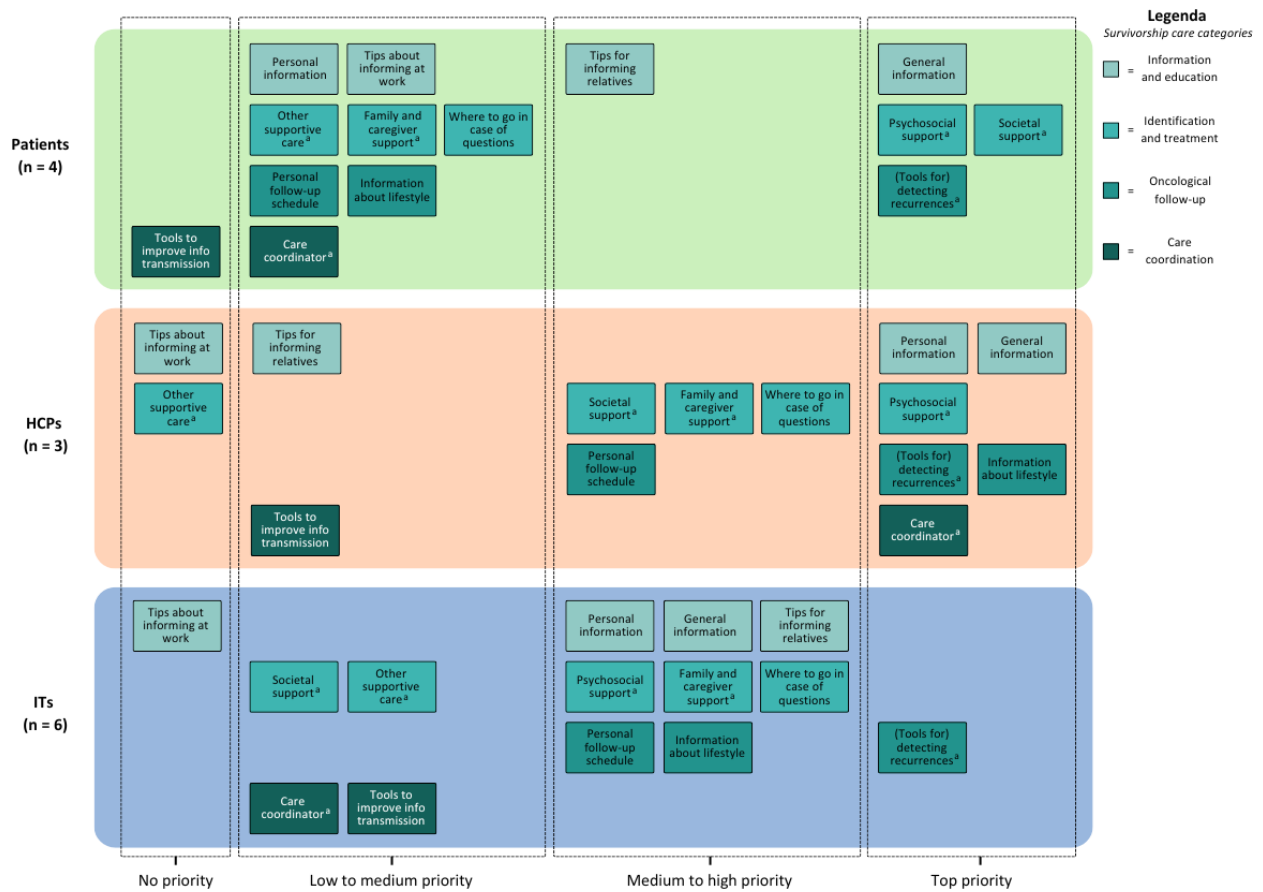 Legenda
Survivorship care categories
= Information
and education
= Identification
and treatment
= Oncological
follow-up
= Care
coordination
Patients
(n = 4)
Personal
information
Tips about
informing at
work
Tips for
informing
relatives
General
information
Other
supportive
care a
Family and
caregiver
support a
Where to go in
case of
questions
Psychosocial
support a
Societal
support a
Personal
follow-up
schedule
Information
about lifestyle
(Tools for)
detecting
recurrences a
Tools to
improve info
transmission
Care
coordinator a
HCPs
(n = 3)
Tips about
informing at
work
Tips for
informing
relatives
Personal
information
General
information
Other
supportive
care a
Societal
support a
Family and
caregiver
support a
Where to go in
case of
questions
Psychosocial
support a
Personal
follow-up
schedule
(Tools for)
detecting
recurrences a
Information
about lifestyle
Tools to
improve info
transmission
Care
coordinator a
ITs
(n = 6)
Tips about
informing at
work
Personal
information
General
information
Tips for
informing
relatives
Societal
support a
Other
supportive
care a
Psychosocial
support a
Family and
caregiver
support a
Where to go in
case of
questions
Personal
follow-up
schedule
Information
about lifestyle
(Tools for)
detecting
recurrences a
Care
coordinator a
Tools to
improve info
transmission
No priority
Low to medium priority
Medium to high priority
Top priority